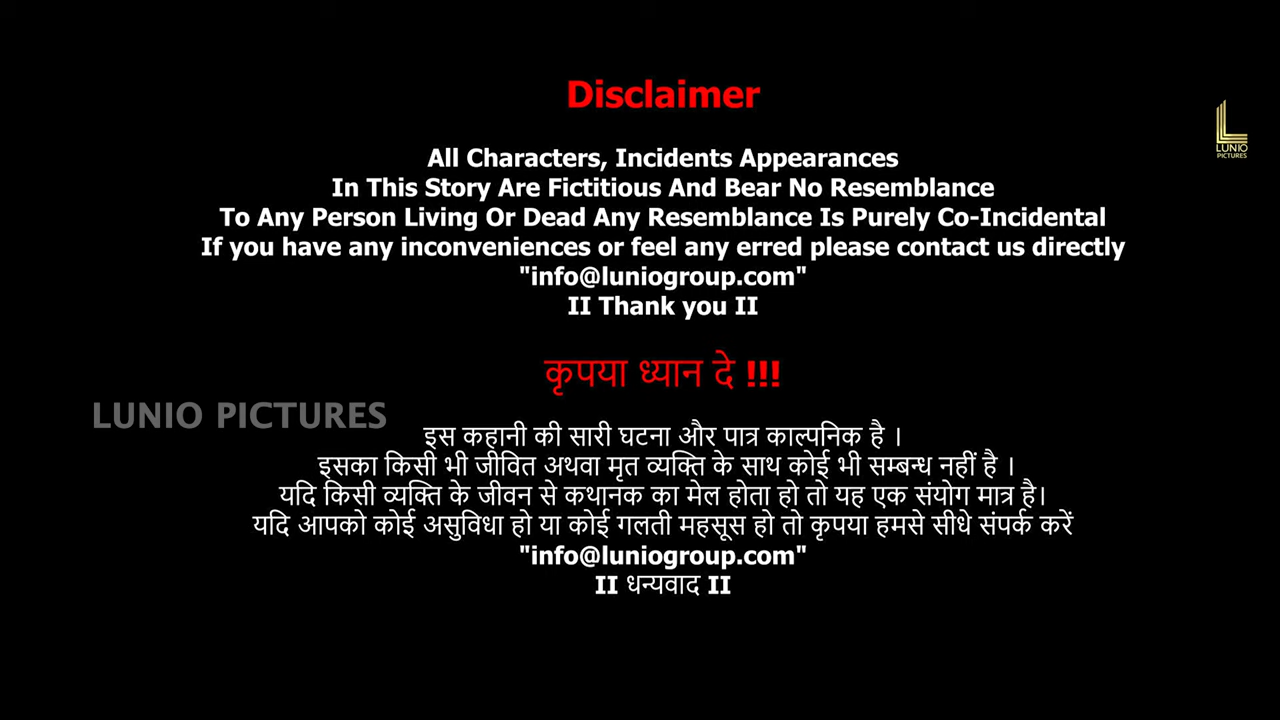 Disclaimer
LUNIO
PICTURES
All Characters, Incidents Appearances
In This Story Are Fictitious And Bear No Resemblance
To Any Person Living Or Dead Any Resemblance Is Purely Co-Incidental
If you have any inconveniences or feel any erred please contact us directly
"info@luniogroup.com"
II Thank you II
कृपया ध्यान दे !!!
LUNIO PICTURES
इस कहानी की सारी घटना और पात्र काल्पनिक है ।
इसका किसी भी जीवित अथवा मृत व्यक्ति के साथ कोई भी सम्बन्ध नहीं है ।
यदि किसी व्यक्ति के जीवन से कथानक का मेल होता हो तो यह एक संयोग मात्र है।
यदि आपको कोई असुविधा हो या कोई गलती महसूस हो तो कृपया हमसे सीधे संपर्क करें
"info@luniogroup.com"
II धन्यवाद II